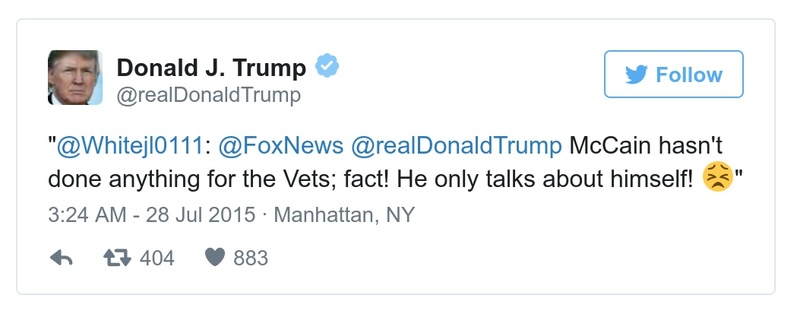 Donald J. Trump
Follow
@realDonaldTrump
"@Whitejl0111: @FoxNews @realDonaldTrump McCain hasn't
done anything for the Vets; fact! He only talks about himself! 😣"
3:24 AM - 28 Jul 2015 · Manhattan, NY
404 883